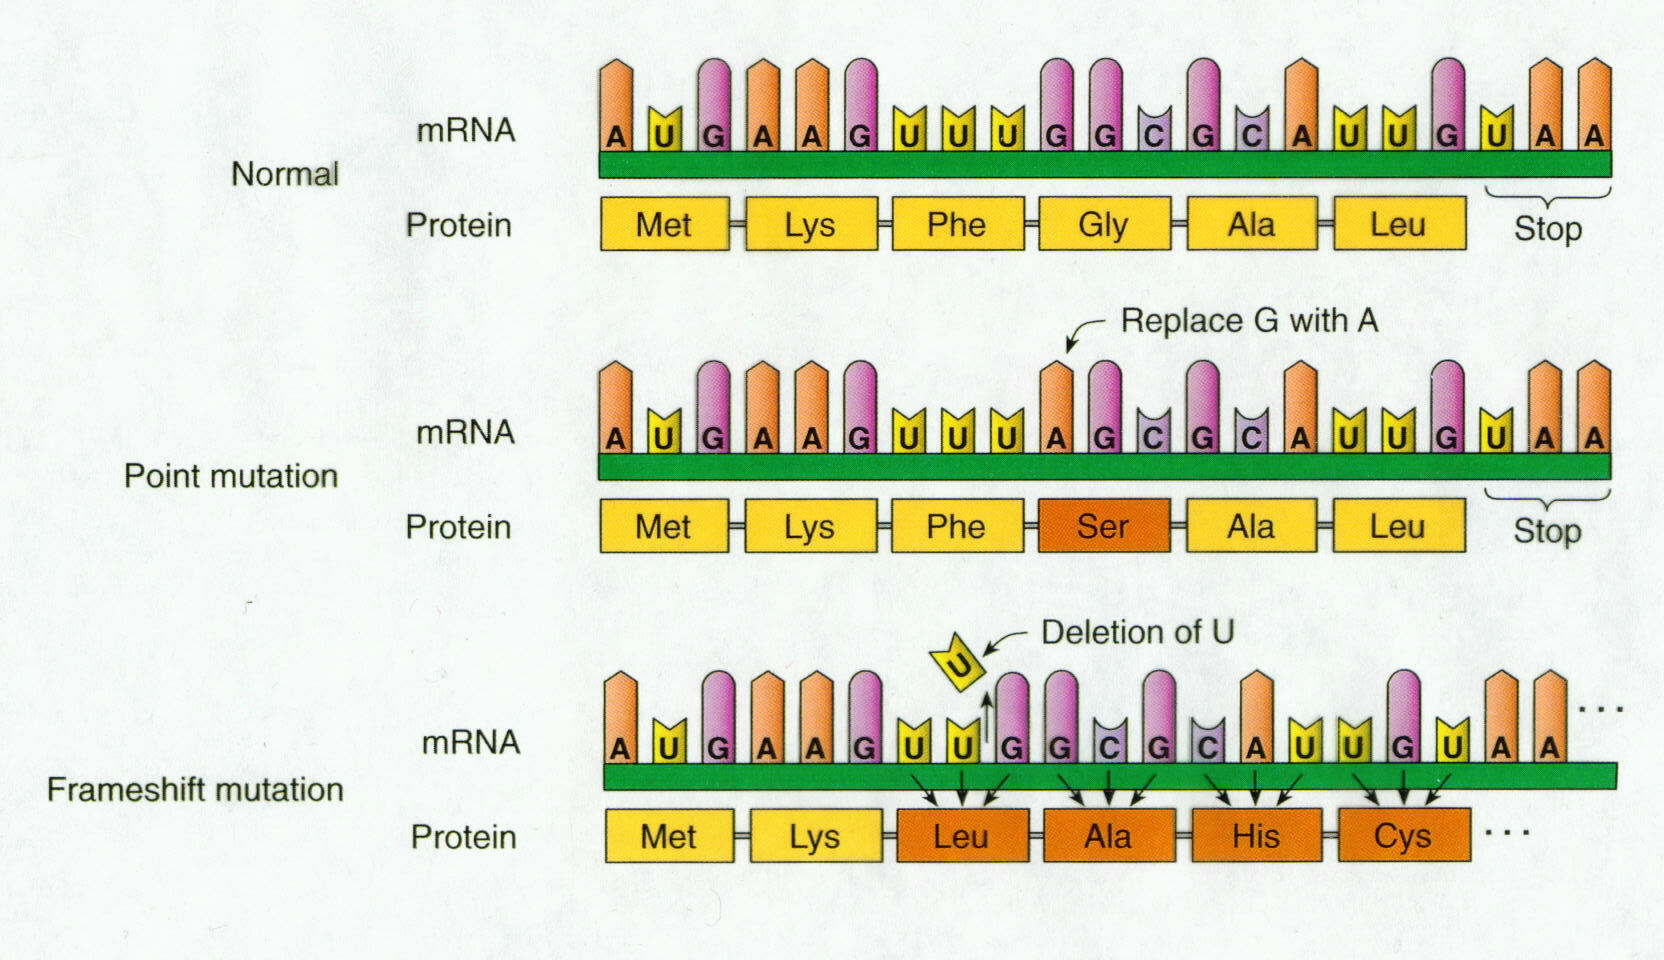 A U G A A G U U U G G C G C A U U G U A A
mRNA
Normal
Protein Met Lys Phe Gly Ala Leu Stop
Replace G with A
A U G A A G U U U A G C G C A U U G U A A
mRNA
Point mutation
Protein Met Lys Phe Ser Ala Leu Stop
Deletion of U
U
A U G A A G U U G G C G C A U U G U A A ...
mRNA
Frameshift mutation
Protein Met Lys Leu Ala His Cys ...